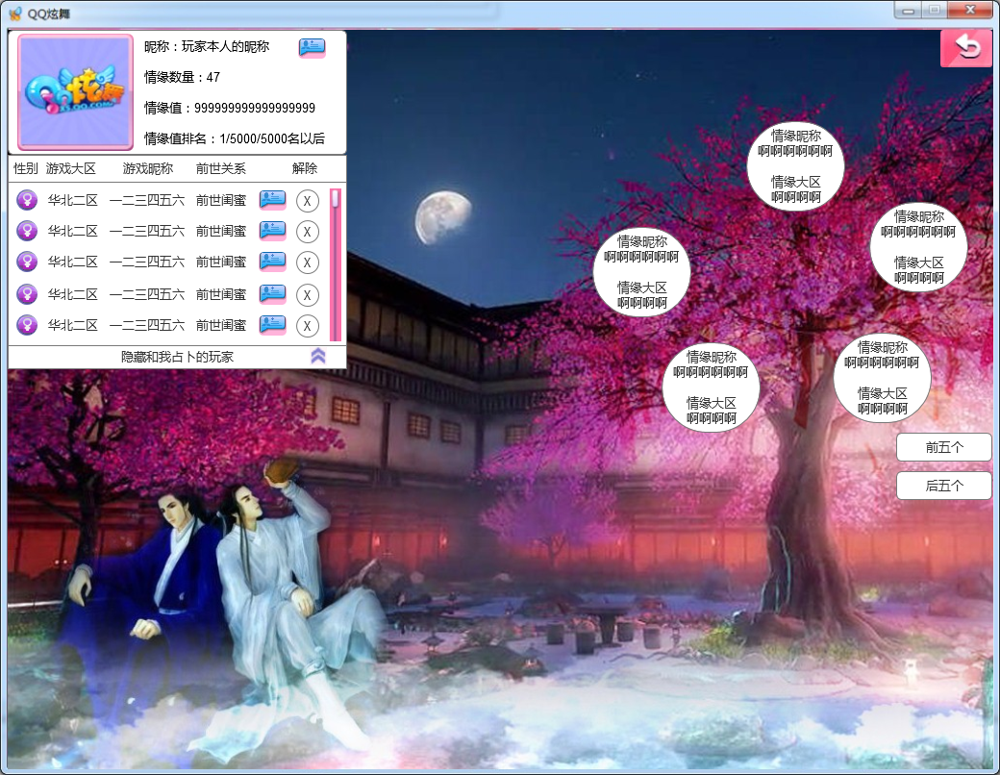 QQ炫舞
QQ炫舞
昵称：玩家本人的昵称
情缘数量：47
情缘值：999999999999999999
情缘值排名：1/5000/5000名以后
性别 游戏大区 游戏昵称 前世关系 解除
华北二区 一二三四五六 前世闺蜜 X
华北二区 一二三四五六 前世闺蜜 X
华北二区 一二三四五六 前世闺蜜 X
华北二区 一二三四五六 前世闺蜜 X
华北二区 一二三四五六 前世闺蜜 X
隐藏和我占卜的玩家
情缘昵称
啊啊啊啊啊啊
情缘大区
啊啊啊啊
情缘昵称
啊啊啊啊啊啊
情缘大区
啊啊啊啊
情缘昵称
啊啊啊啊啊啊
情缘大区
啊啊啊啊
情缘昵称
啊啊啊啊啊啊
情缘大区
啊啊啊啊
情缘昵称
啊啊啊啊啊啊
情缘大区
啊啊啊啊
前五个
后五个